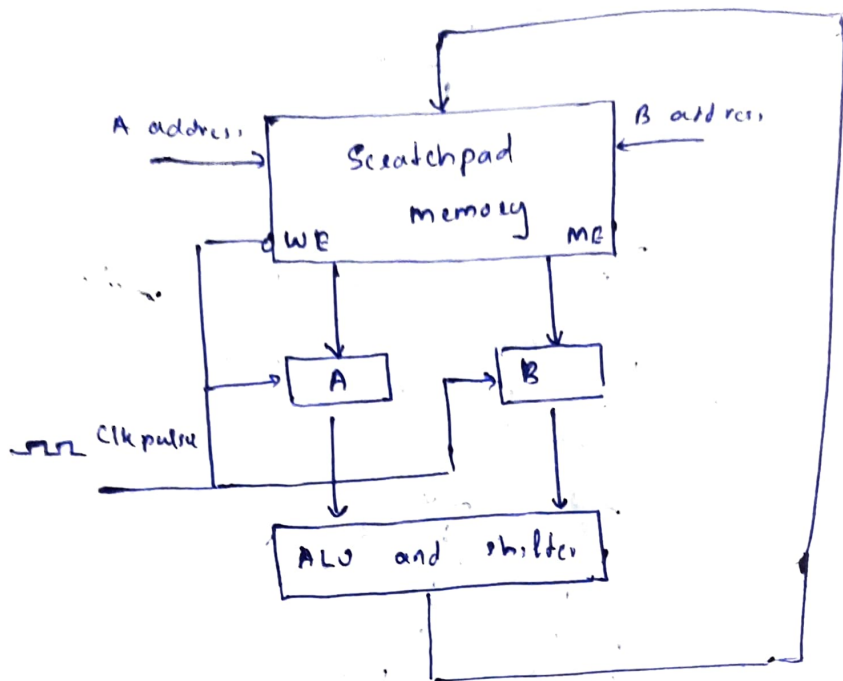 A address
B address
Scratchpad
memory
WE
ME
A
B
Clk pulse
ALU and shifter